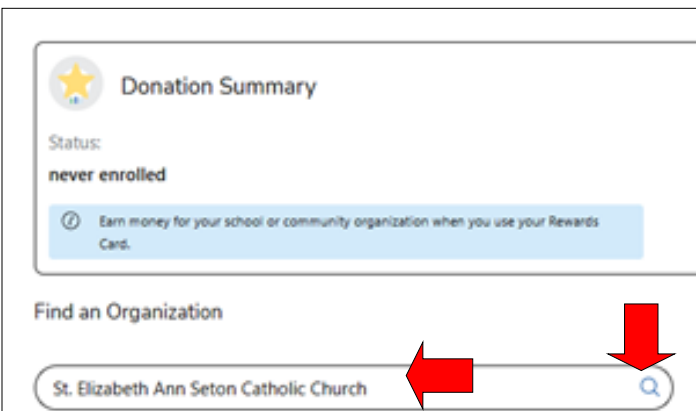 Donation Summary
Status:
never enrolled
Earn money for your school or community organization when you use your Rewards
Card.
Find an Organization
St. Elizabeth Ann Seton Catholic Church